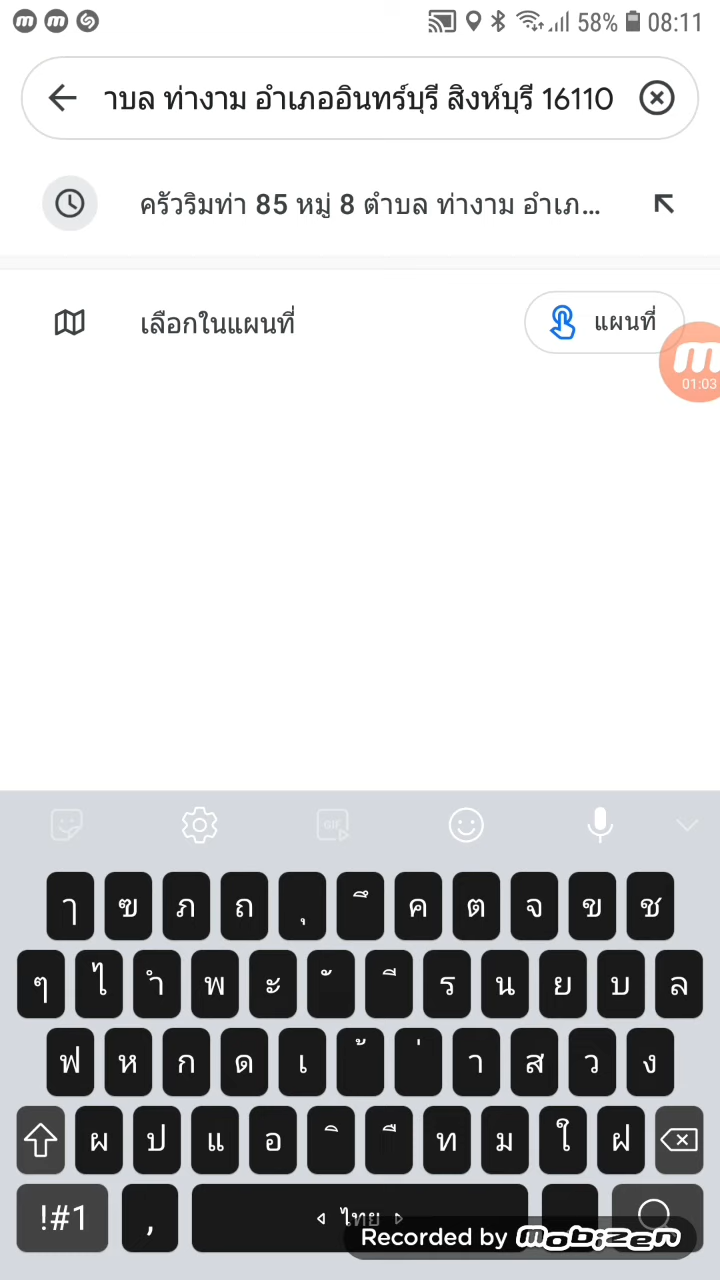 58% 08:11
าบล ท่างาม อำเภออินทร์บุรี สิงห์บุรี 16110
ครัวริมท่า 85 หมู่ 8 ตำบล ท่างาม อำเภ...
เลือกในแผนที่ แผนที่
m
01:03
GIF
ๅ ฃ ภ ถ ุ ึ ค ต จ ข ช
ๆ ไ ำ พ ะ ั ี ร น ย บ ล
ฟ ห ก ด เ ้ ่ า ส ว ง
ผ ป แ อ ิ ื ท ม ใ ฝ
!#1 , ไทย
Recorded by mobizen